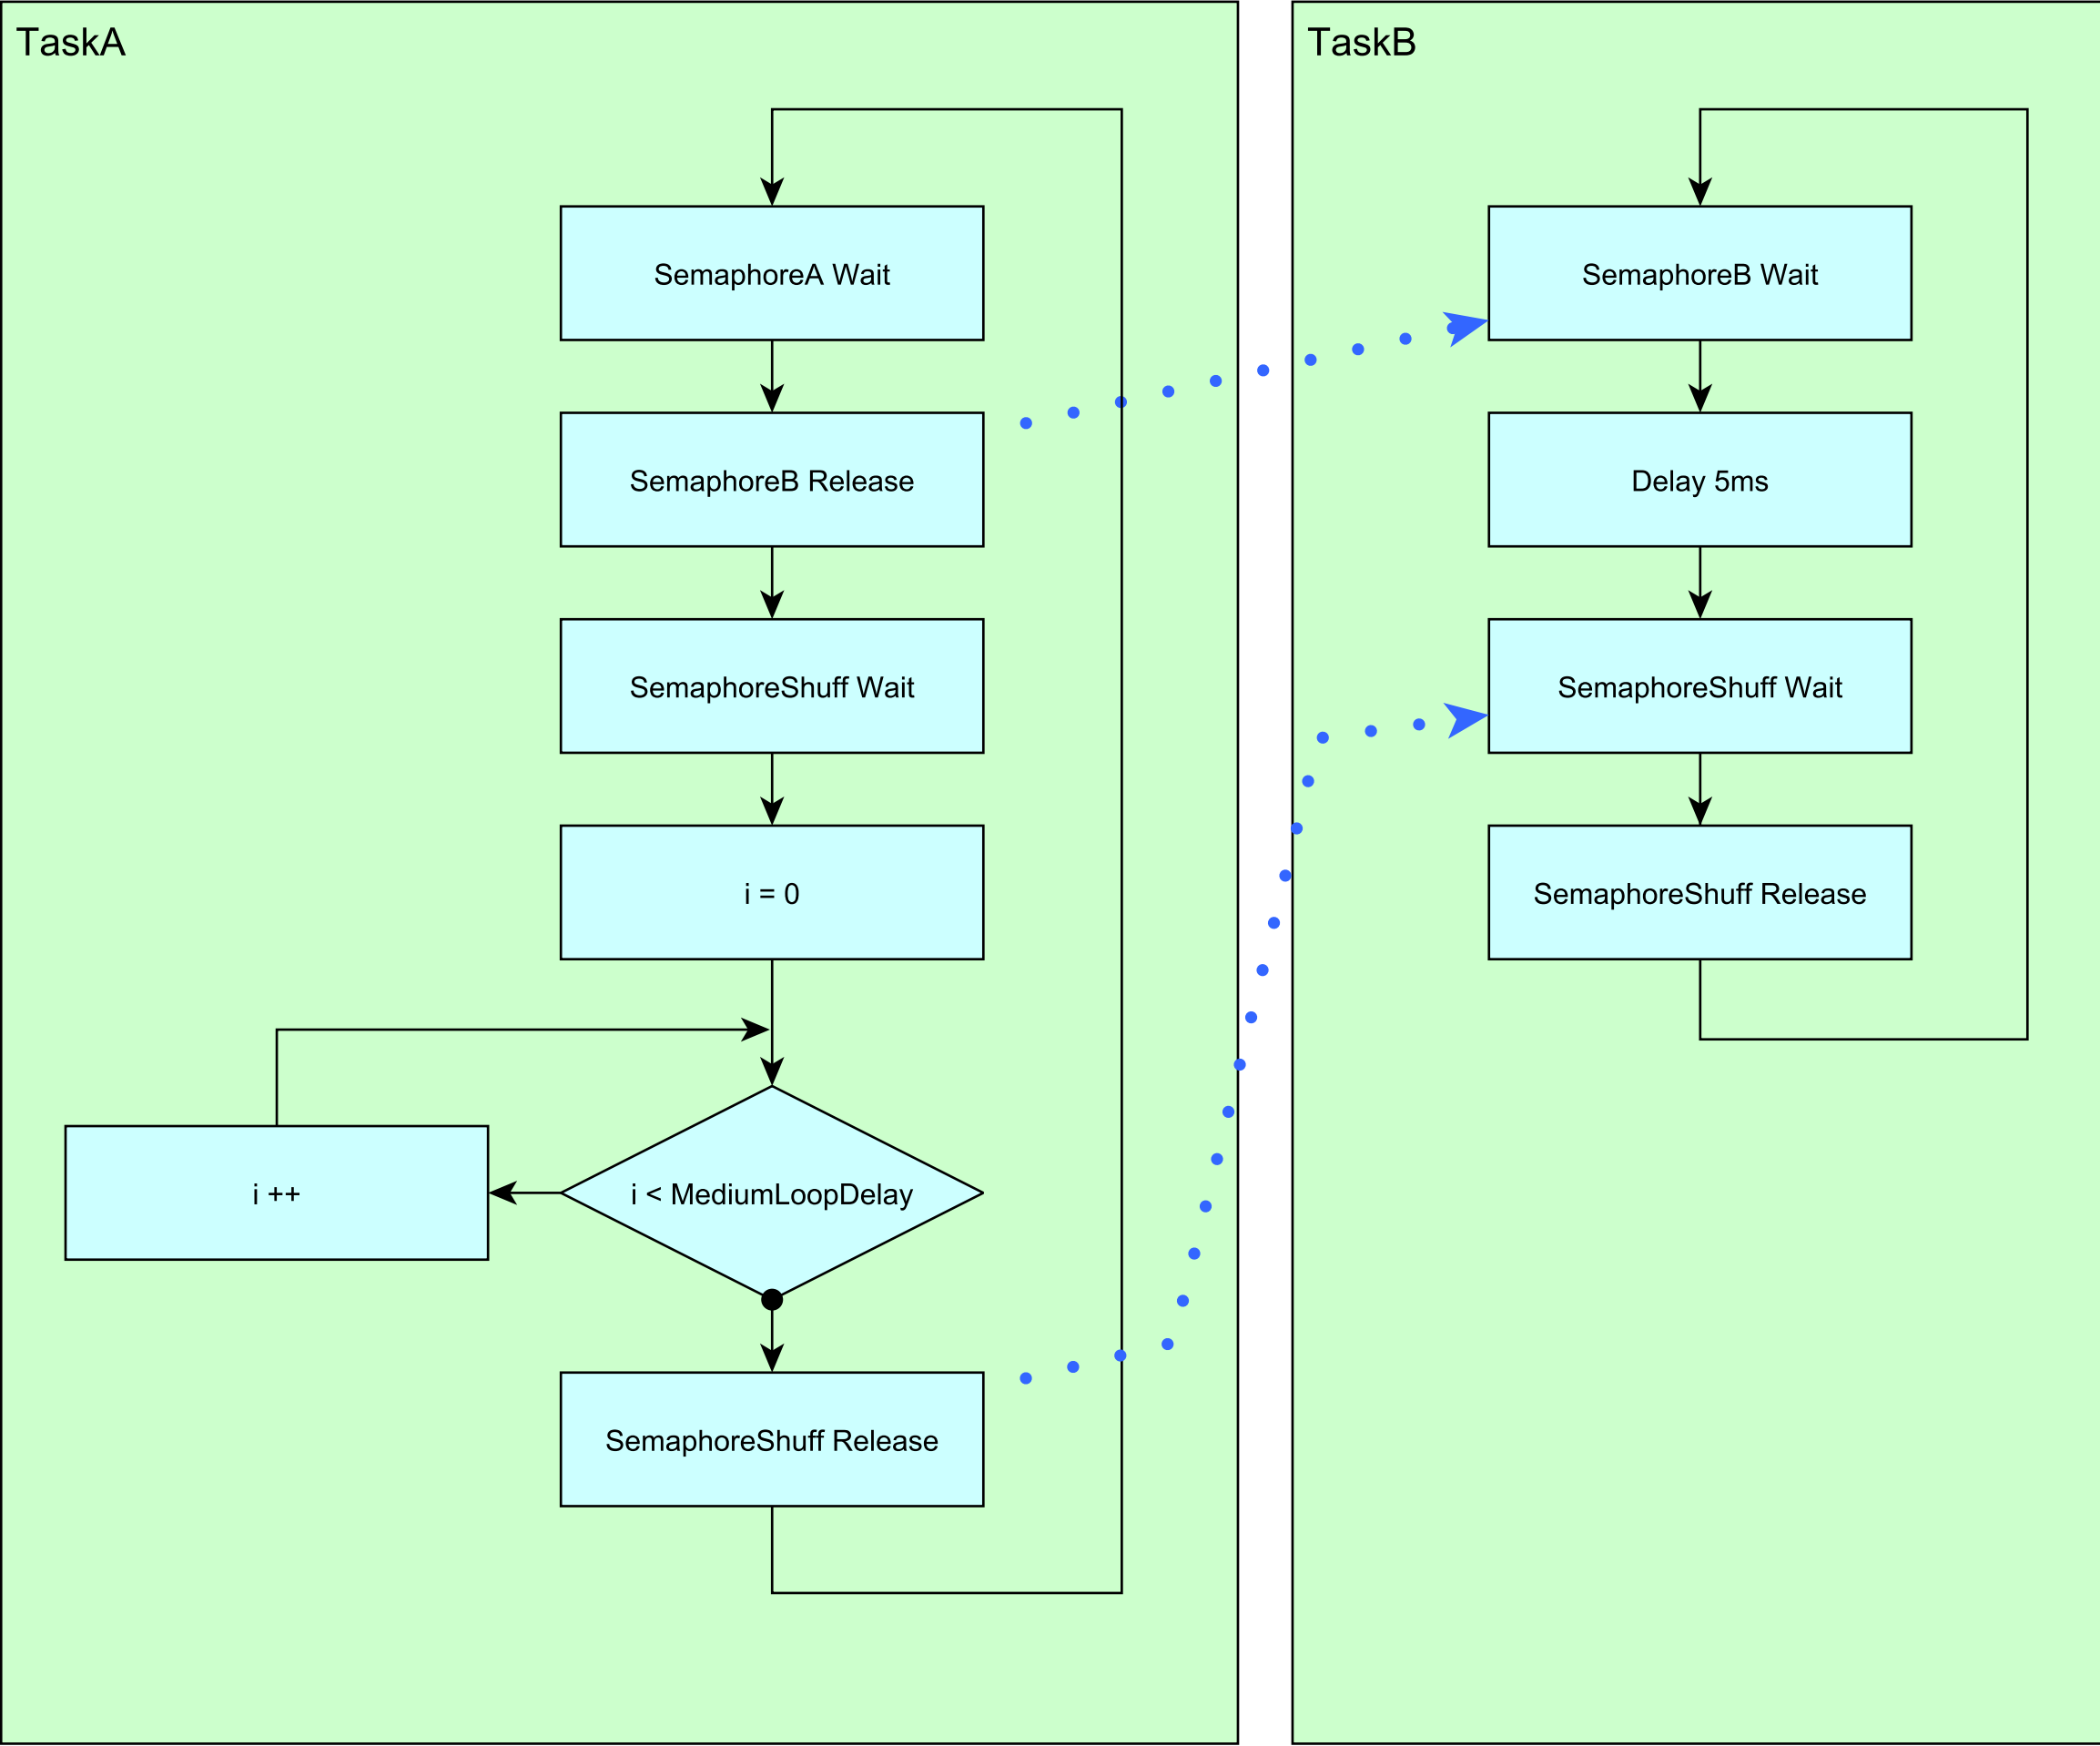 TaskA
SemaphoreA Wait
SemaphoreB Release
SemaphoreShuff Wait
i = 0
i < MediumLoopDelay
i ++
SemaphoreShuff Release
TaskB
SemaphoreB Wait
Delay 5ms
SemaphoreShuff Wait
SemaphoreShuff Release